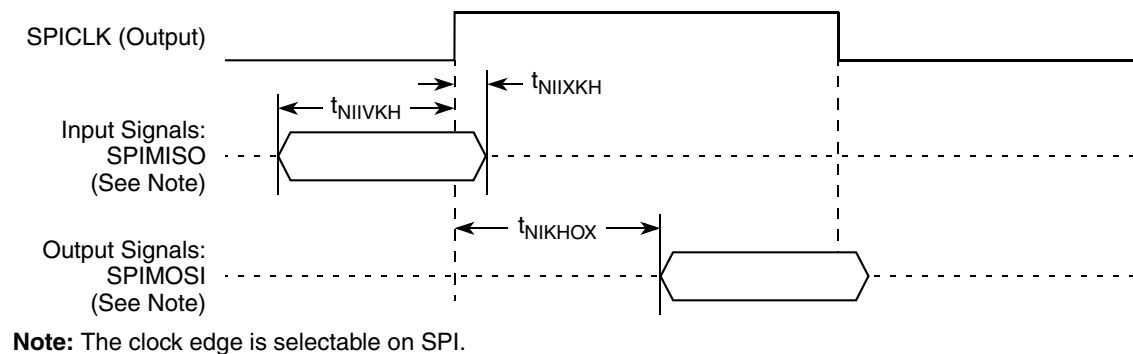 SPICLK (Output)
tNIIXKH
tNIIVKH
Input Signals:
SPIMISO
(See Note)
tNIKHOX
Output Signals:
SPIMOSI
(See Note)
Note: The clock edge is selectable on SPI.